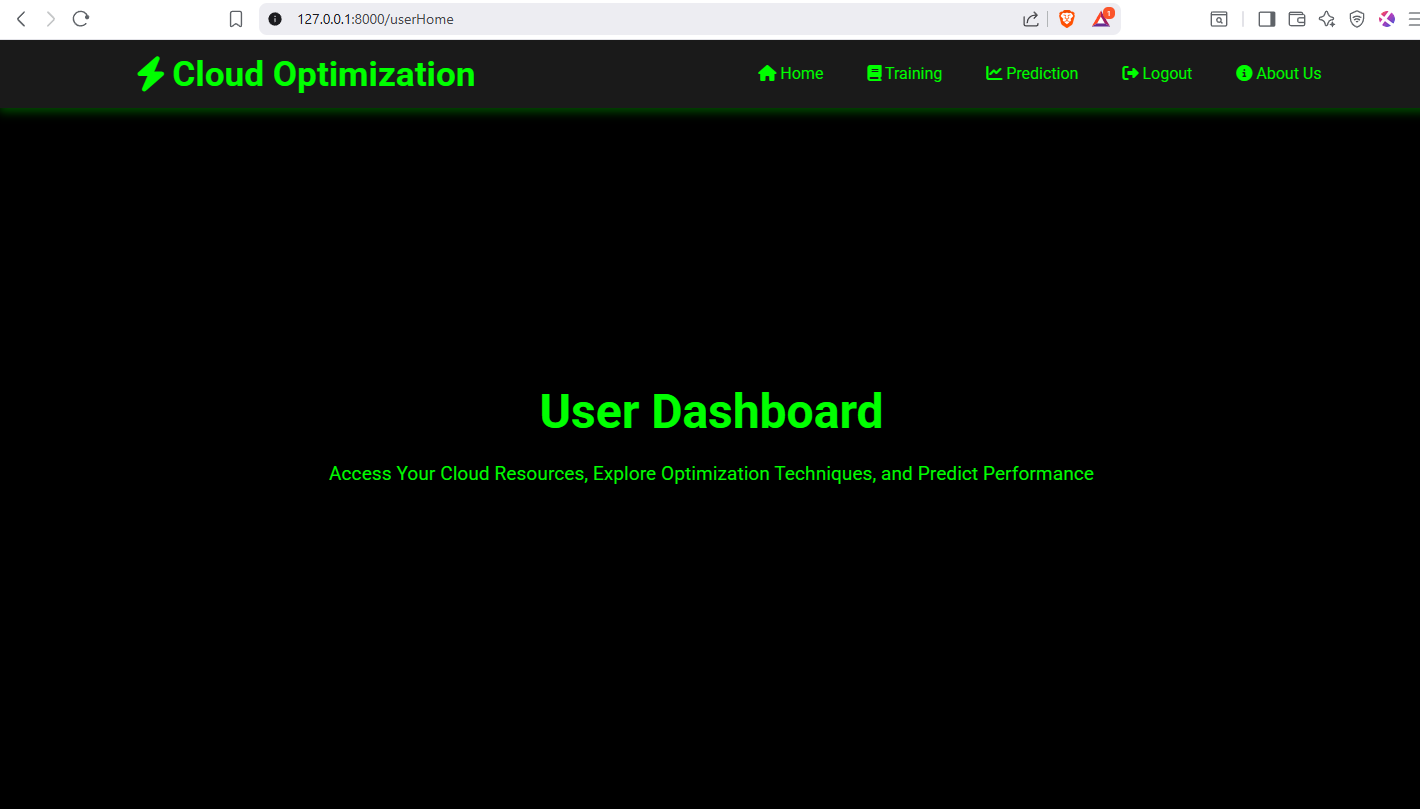 127.0.0.1:8000/userHome
1
Cloud Optimization
Home
Training
Prediction
Logout
About Us
User Dashboard
Access Your Cloud Resources, Explore Optimization Techniques, and Predict Performance